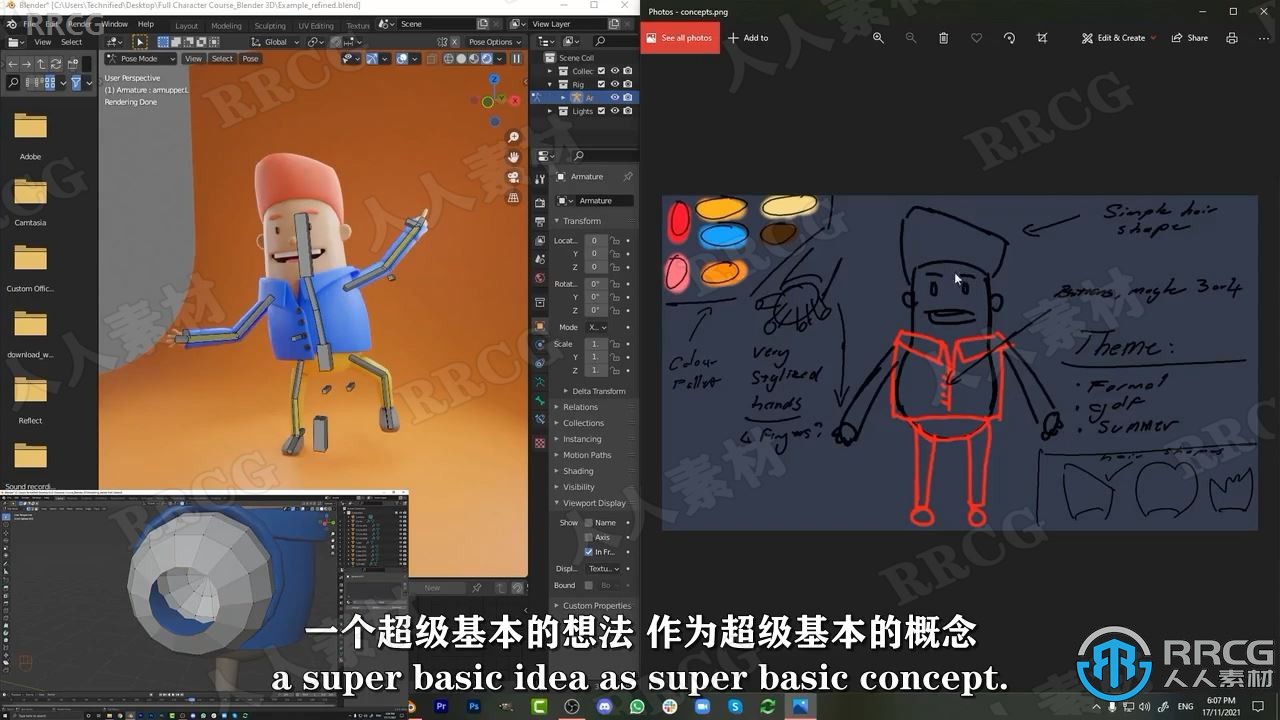 Blender* [C:\Users\Technified\Desktop\Full Character Course_Blender 3D\Example_refined.blend]
RRCG
File Edit Render Window Help Layout Modeling Sculpting UV Editing Textur Scene View Layer
View Select Global Pose Options
Pose Mode View Select Pose
User Perspective
(1) Armature : armuppe:L
Rendering Done
Z
X
Adobe
Camtasia
Custom Offic...
download_w...
Reflect
Sound recordi...
Scene Coll
Collec
Rig
Ar
Lights
Armature
Armature
Transform
Locat... 0
Y 0
Z 0
Rotat... 0°
Y 0°
Z 0°
Mode X...
Scale 1.
Y 1.
Z 1.
Delta Transform
Relations
Collections
Instancing
Motion Paths
Shading
Visibility
Viewport Display
Show Name
Axis
In Fr...
Displ... Textu...
Bound Bo
Custom Properties
New
Photos - concepts.png
See all photos
Add to
Edit & Create
Share
Simple hair
shape
Buttons, maybe 3 or 4
Theme:
Formal
golf
Summer
Colour
Pallet
Very
Stylized
hands
4 fingers?
一个超级基本的想法 作为超级基本的概念
a super basic idea as super basic concept.
RRCG
人人素材
ENG
6:07 PM
17/11/2021